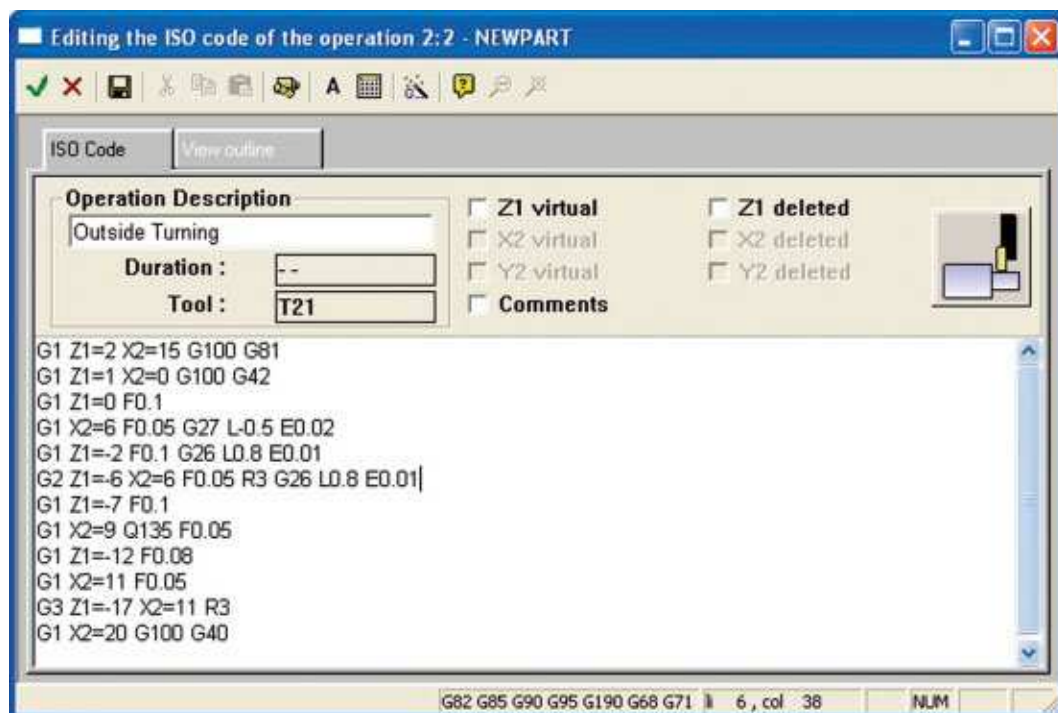 Editing the ISO code of the operation 2:2 - NEWPART
A
ISO Code
View outline
Operation Description
Outside Turning
Duration :
- -
Tool :
T21
Z1 virtual
Z1 deleted
X2 virtual
X2 deleted
Y2 virtual
Y2 deleted
Comments
G1 Z1=2 X2=15 G100 G81
G1 Z1=1 X2=0 G100 G42
G1 Z1=0 F0.1
G1 X2=6 F0.05 G27 L-0.5 E0.02
G1 Z1=-2 F0.1 G26 L0.8 E0.01
G2 Z1=-6 X2=6 F0.05 R3 G26 L0.8 E0.01
G1 Z1=-7 F0.1
G1 X2=9 Q135 F0.05
G1 Z1=-12 F0.08
G1 X2=11 F0.05
G3 Z1=-17 X2=11 R3
G1 X2=20 G100 G40
G82 G85 G90 G95 G190 G68 G71 6 , col 38 NUM